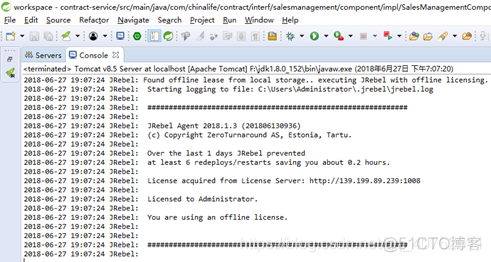 workspace - contract-service/src/main/java/com/chinalife/contract/interf/salesmanagement/component/impl/SalesManagementCompo
File Edit Source Refactor Navigate Search Project Run Window Help
Servers Console
<terminated> Tomcat v8.5 Server at localhost [Apache Tomcat] F:\jdk1.8.0_152\bin\javaw.exe (2018年6月27日 下午7:07:20)
2018-06-27 19:07:24 JRebel: Found offline lease from local storage.. executing JRebel with offline licensing.
2018-06-27 19:07:24 JRebel: Starting logging to file: C:\Users\Administrator\.jrebel\jrebel.log
2018-06-27 19:07:24 JRebel:
2018-06-27 19:07:24 JRebel: #############################################################
2018-06-27 19:07:24 JRebel:
2018-06-27 19:07:24 JRebel: JRebel Agent 2018.1.3 (201806130936)
2018-06-27 19:07:24 JRebel: (c) Copyright ZeroTurnaround AS, Estonia, Tartu.
2018-06-27 19:07:24 JRebel:
2018-06-27 19:07:24 JRebel: Over the last 1 days JRebel prevented
2018-06-27 19:07:24 JRebel: at least 6 redeploys/restarts saving you about 0.2 hours.
2018-06-27 19:07:24 JRebel:
2018-06-27 19:07:24 JRebel: License acquired from License Server: http://139.199.89.239:1008
2018-06-27 19:07:24 JRebel:
2018-06-27 19:07:24 JRebel: Licensed to Administrator.
2018-06-27 19:07:24 JRebel:
2018-06-27 19:07:24 JRebel: You are using an offline license.
2018-06-27 19:07:24 JRebel:
2018-06-27 19:07:24 JRebel:
2018-06-27 19:07:24 JRebel: #############################################################
2018-06-27 19:07:24 JRebel:
@51CTO博客